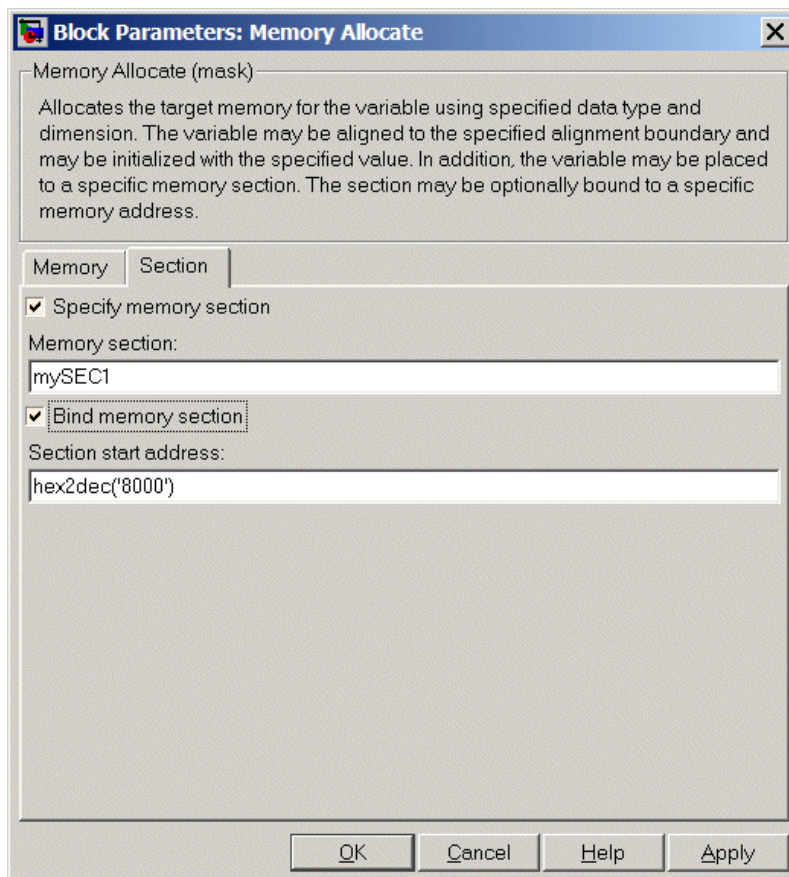 Block Parameters: Memory Allocate
Memory Allocate (mask)
Allocates the target memory for the variable using specified data type and
dimension. The variable may be aligned to the specified alignment boundary and
may be initialized with the specified value. In addition, the variable may be placed
to a specific memory section. The section may be optionally bound to a specific
memory address.
Memory Section
Specify memory section
Memory section:
mySEC1
Bind memory section
Section start address:
hex2dec('8000')
OK Cancel Help Apply